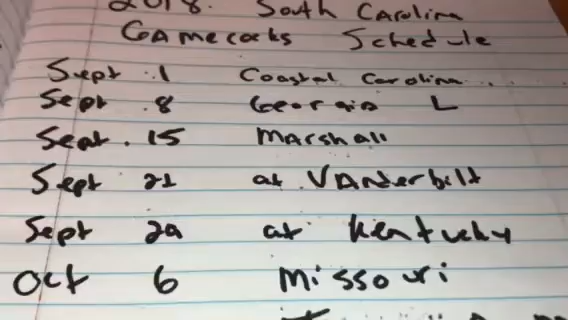 2018. South Carolina
Gamecocks Schedule
Sept .1 Coastal Carolina
Sept .8 Georgia L
Sept. 15 Marshall
Sept 21 at Vanderbilt
Sept 29 at Kentucky
Oct 6 Missouri